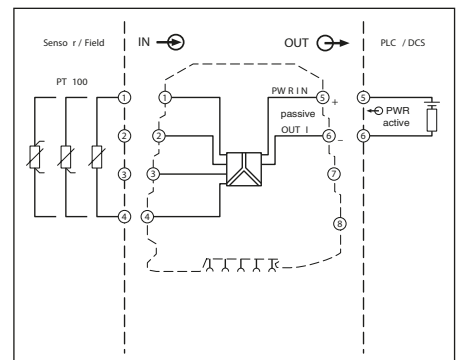 Senso r / Field
IN
OUT
PLC / DCS
PT 100
1
2
3
4
1
2
3
4
PW R I N
5
+
passive
OUT I
6
–
7
8
5
PWR
active
6